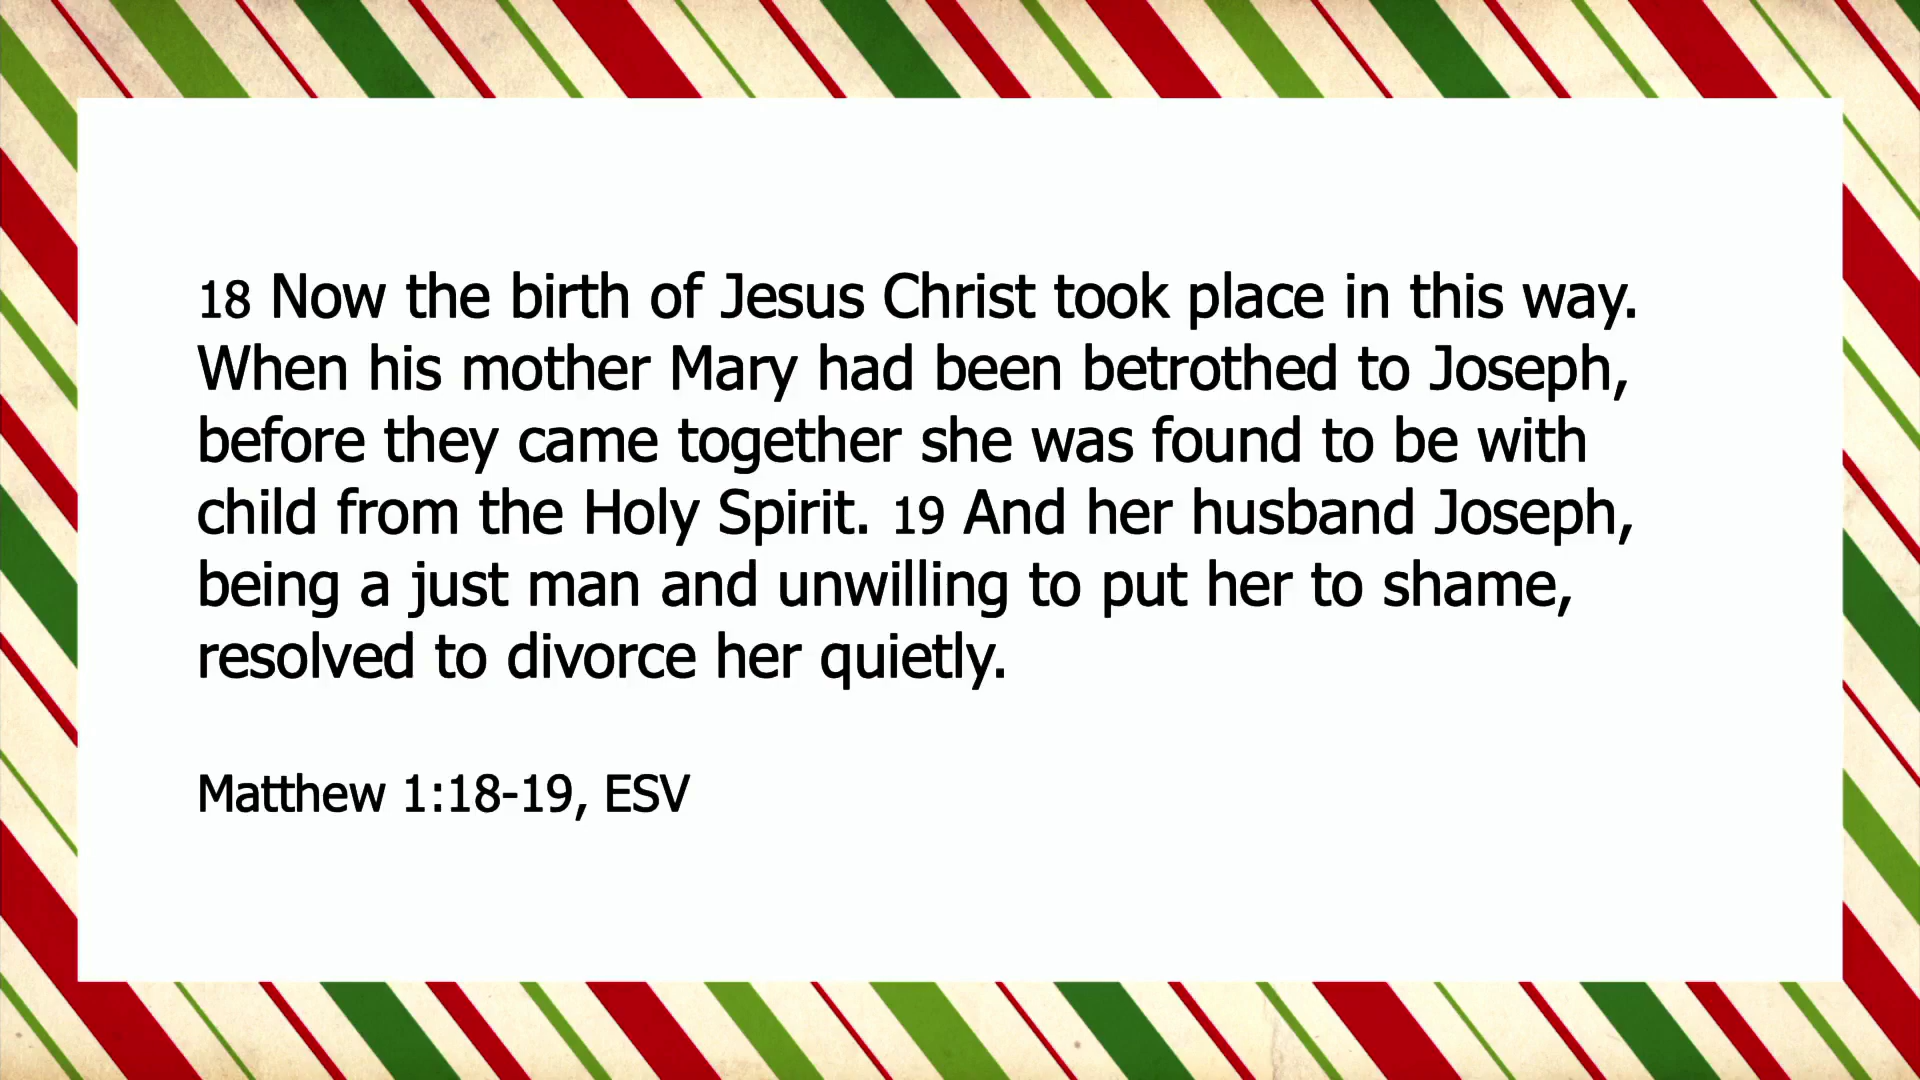 18 Now the birth of Jesus Christ took place in this way.
When his mother Mary had been betrothed to Joseph,
before they came together she was found to be with
child from the Holy Spirit. 19 And her husband Joseph,
being a just man and unwilling to put her to shame,
resolved to divorce her quietly.
Matthew 1:18-19, ESV